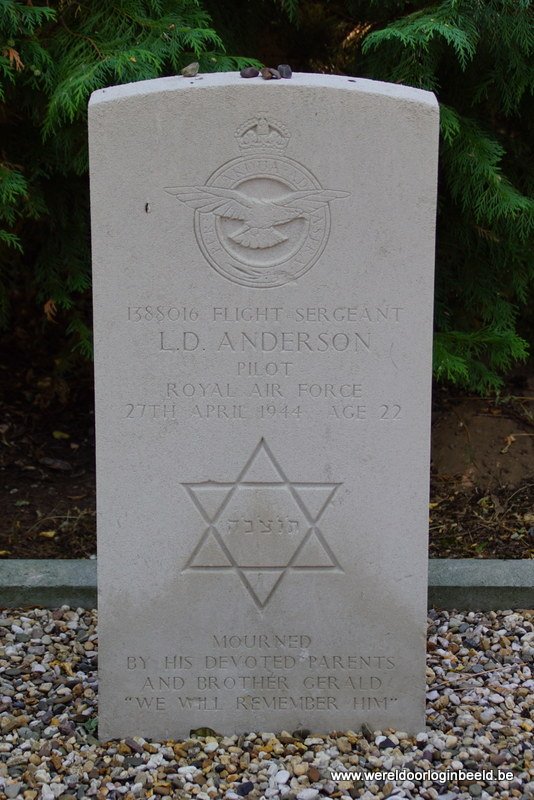 1388016 FLIGHT SERGEANT
L.D. ANDERSON
PILOT
ROYAL AIR FORCE
27TH APRIL 1944 AGE 22
תוצבה
MOURNED
BY HIS DEVOTED PARENTS
AND BROTHER GERALD
"WE WILL REMEMBER HIM"
www.wereldoorloginbeeld.be